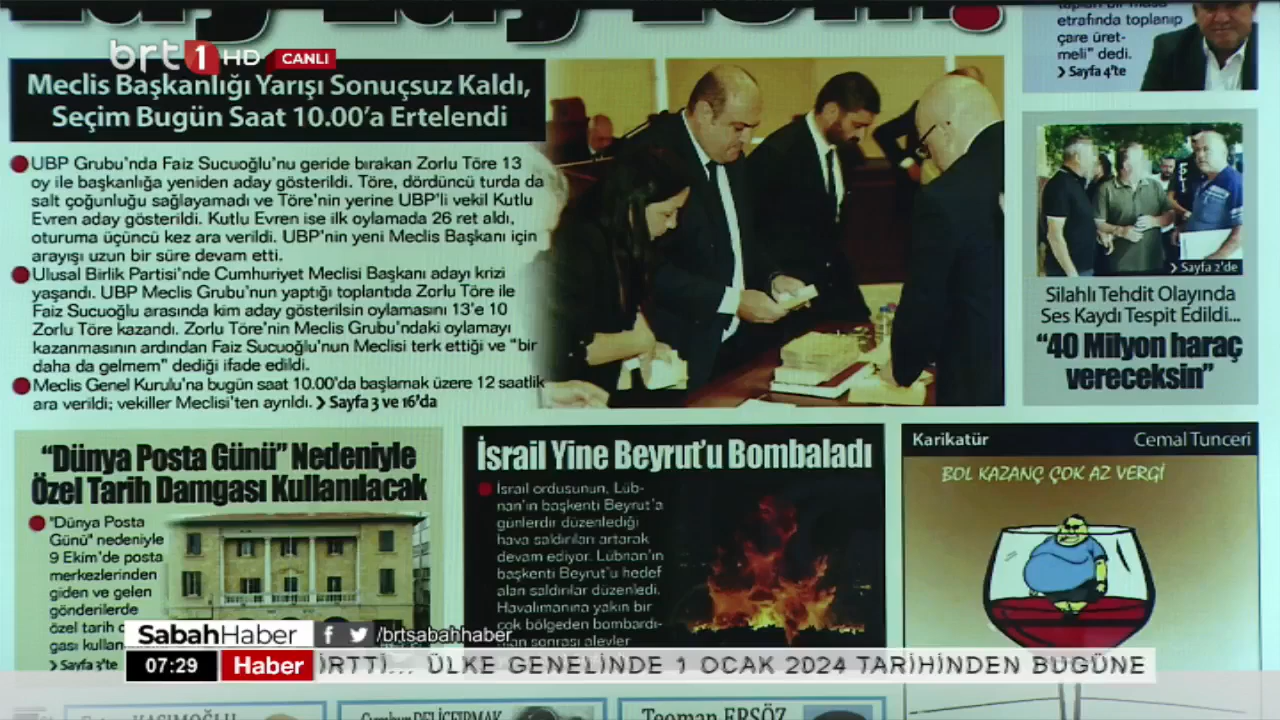 brt 1 HD CANLI
etrafında toplanıp
çare üret-
meli" dedi.
Sayfa 4'te
Meclis Başkanlığı Yarışı Sonuçsuz Kaldı,
Seçim Bugün Saat 10.00'a Ertelendi
UBP Grubu'nda Faiz Sucuoğlu'nu geride bırakan Zorlu Töre 13
oy ile başkanlığa yeniden aday gösterildi. Töre, dördüncü turda da
salt çoğunluğu sağlayamadı ve Töre'nin yerine UBP'li vekil Kutlu
Evren aday gösterildi. Kutlu Evren ise ilk oylamada 26 ret aldı,
oturuma üçüncü kez ara verildi. UBP'nin yeni Meclis Başkanı için
arayışı uzun bir süre devam etti.
Ulusal Birlik Partisi'nde Cumhuriyet Meclisi Başkanı adayı krizi
yaşandı. UBP Meclis Grubu'nun yaptığı toplantıda Zorlu Töre ile
Faiz Sucuoğlu arasında kim aday gösterilsin oylamasını 13'e 10
Zorlu Töre kazandı. Zorlu Töre'nin Meclis Grubu'ndaki oylamayı
kazanmasının ardından Faiz Sucuoğlu'nun Meclisi terk ettiği ve "bir
daha da gelmem" dediği ifade edildi.
Meclis Genel Kurulu'na bugün saat 10.00'da başlamak üzere 12 saatlik
ara verildi; vekiller Meclisi'ten ayrıldı. Sayfa 3 ve 16'da
Sayfa 2'de
Silahlı Tehdit Olayında
Ses Kaydı Tespit Edildi...
"40 Milyon haraç
vereceksin"
"Dünya Posta Günü" Nedeniyle
Özel Tarih Damgası Kullanılacak
"Dünya Posta
Günü" nedeniyle
9 Ekim'de posta
merkezlerinden
giden ve gelen
gönderilerde
özel tarih
gası kullan
Sayfa 3'te
İsrail Yine Beyrut'u Bombaladı
İsrail ordusunun, Lüb-
nan'ın başkenti Beyrut'a
günlerdir düzenlediği
hava saldırıları artarak
devam ediyor. Lübnan'ın
başkenti Beyrut'u hedef
alan saldırılar düzenledi.
Havalimanına yakın bir
çok bölgeden bombardı-
man sonrası alevler
Karikatür Cemal Tunceri
BOL KAZANÇ ÇOK AZ VERGİ
SabahHaber /brtsabahhaber
07:29 Haber İRTTİ... ÜLKE GENELİNDE 1 OCAK 2024 TARİHİNDEN BUGÜNE
Teoman ERSÖZ